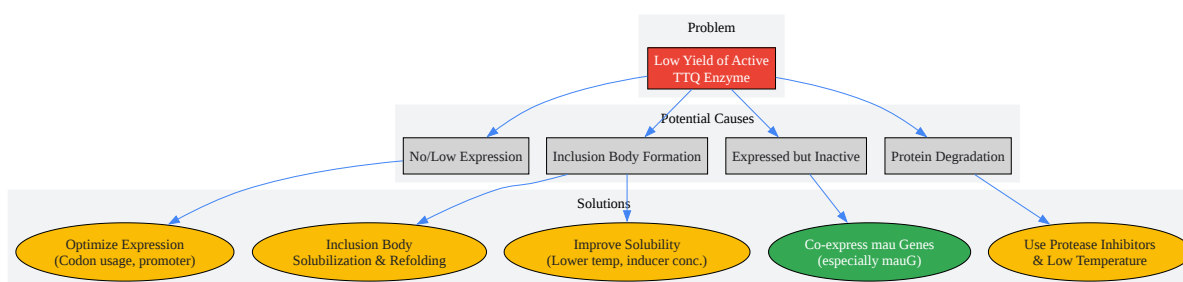 Problem
Low Yield of Active
TTQ Enzyme
Potential Causes
No/Low Expression
Inclusion Body Formation
Expressed but Inactive
Protein Degradation
Solutions
Optimize Expression
(Codon usage, promoter)
Inclusion Body
Solubilization & Refolding
Improve Solubility
(Lower temp, inducer conc.)
Co-express mau Genes
(especially mauG)
Use Protease Inhibitors
& Low Temperature